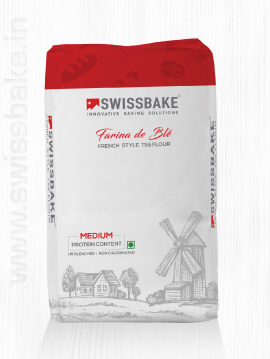 SWISSBAKE®
INNOVATIVE BAKING SOLUTIONS
Farina de Blé
FRENCH STYLE T55 FLOUR
MEDIUM
PROTEIN CONTENT
UNBLEACHED | NON CHLORINATED
www.swissbake.in